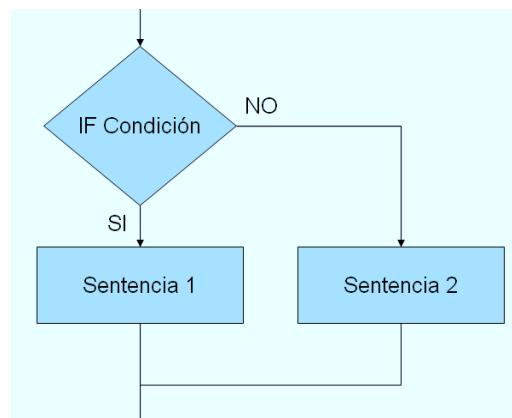 IF Condición
NO
SI
Sentencia 1
Sentencia 2